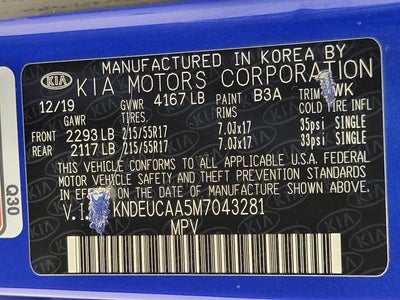 MANUFACTURED IN KOREA BY
KIA KIA MOTORS CORPORATION
12/19 GVWR 4167 LB PAINT B3A TRIM WK
GAWR TIRES RIMS COLD TIRE INFL
FRONT 2293 LB 215/55R17 7.0Jx17 35psi SINGLE
REAR 2117 LB 215/55R17 7.0Jx17 33psi SINGLE
THIS VEHICLE CONFORMS TO ALL APPLICABLE U.S.A. FEDERAL
MOTOR VEHICLE SAFETY AND THEFT PREVENTION STANDARDS
IN EFFECT ON THE DATE OF MANUFACTURE SHOWN ABOVE.
KNDEUCAA5M7043281
MPV
Q30